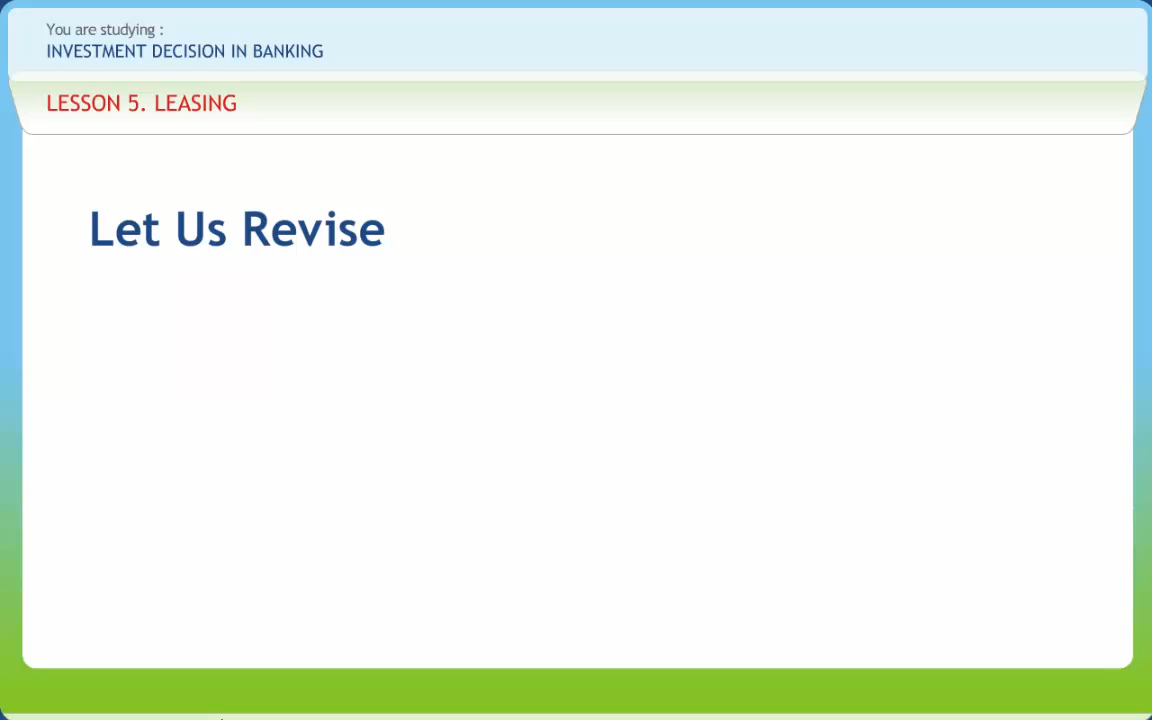 You are studying :
INVESTMENT DECISION IN BANKING
LESSON 5. LEASING
Let Us Revise